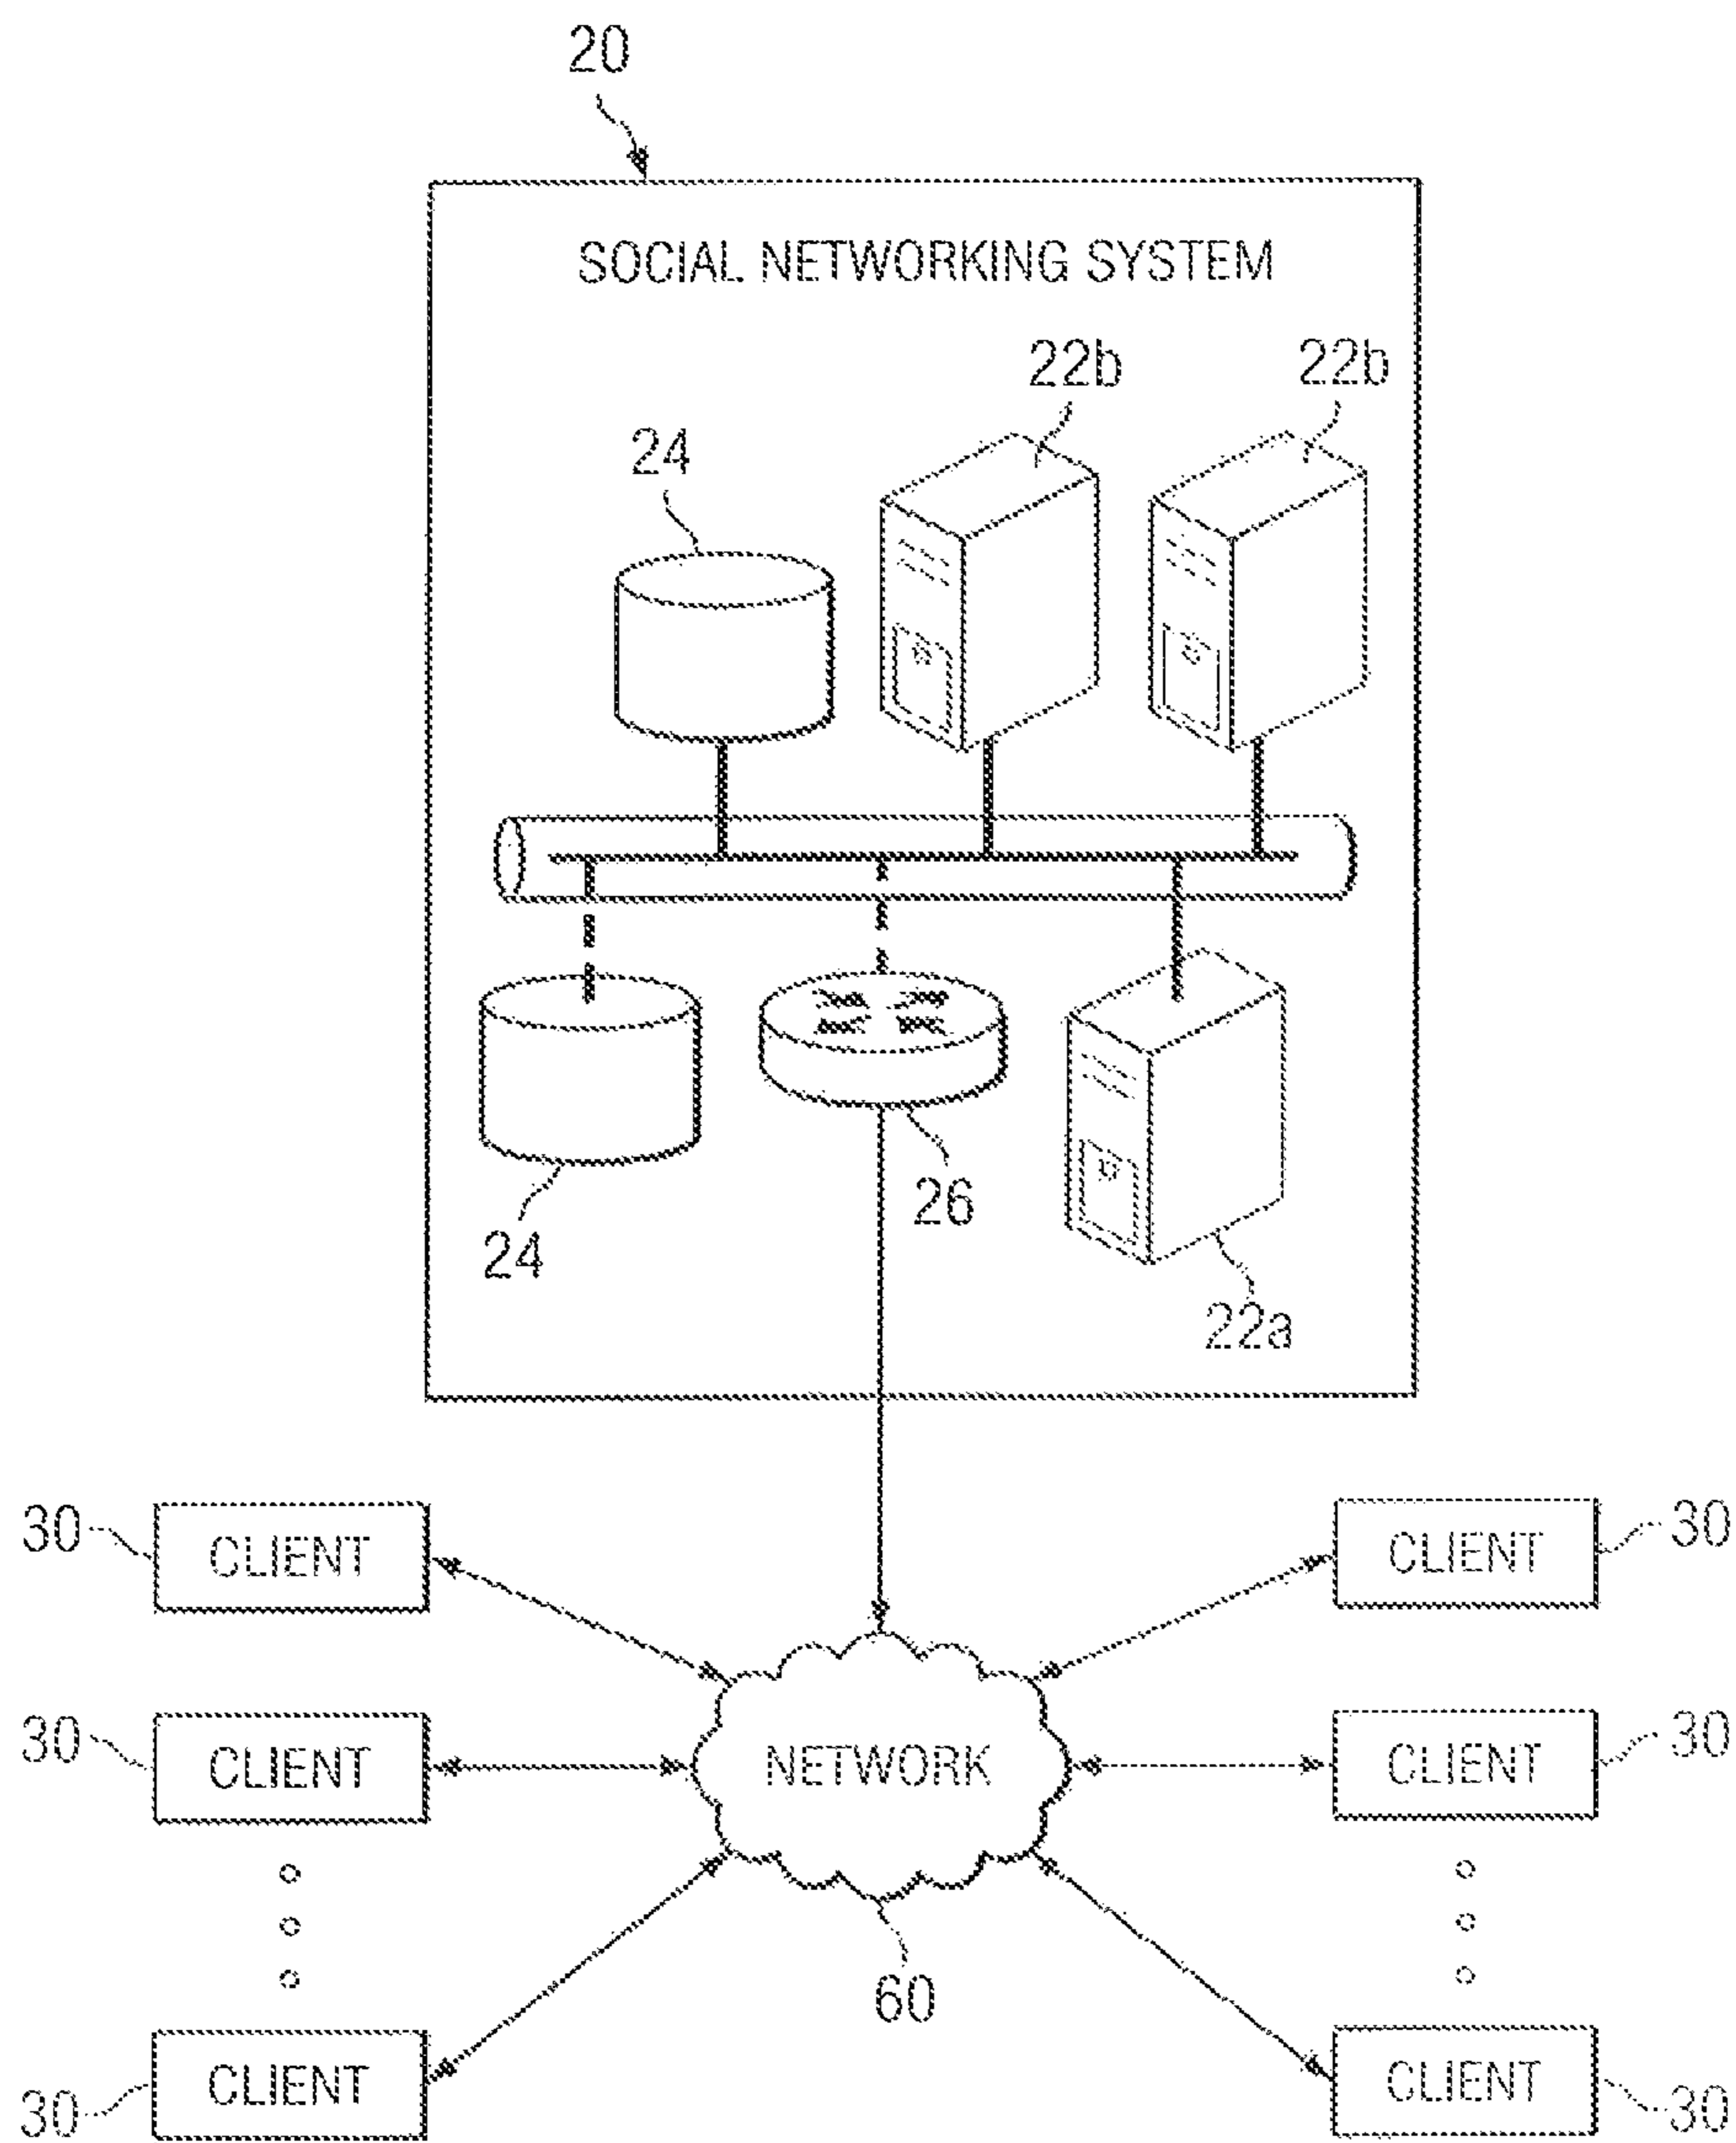 20
SOCIAL NETWORKING SYSTEM
22b
22b
24
26
24
22a
30
CLIENT
CLIENT
30
30
CLIENT
NETWORK
CLIENT
30
60
30
CLIENT
CLIENT
30